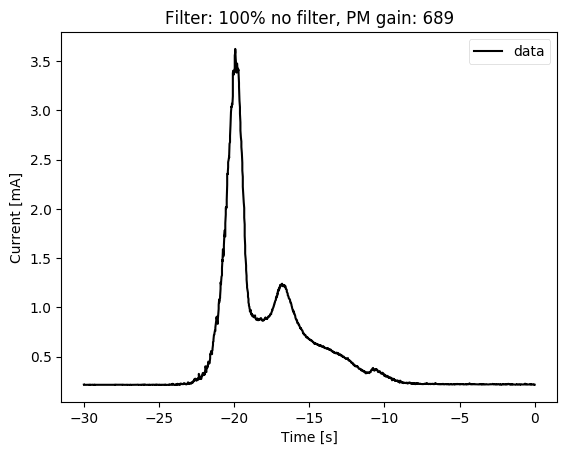 Filter: 100% no filter, PM gain: 689
data
Current [mA]
3.5
3.0
2.5
2.0
1.5
1.0
0.5
−30 −25 −20 −15 −10 −5 0
Time [s]